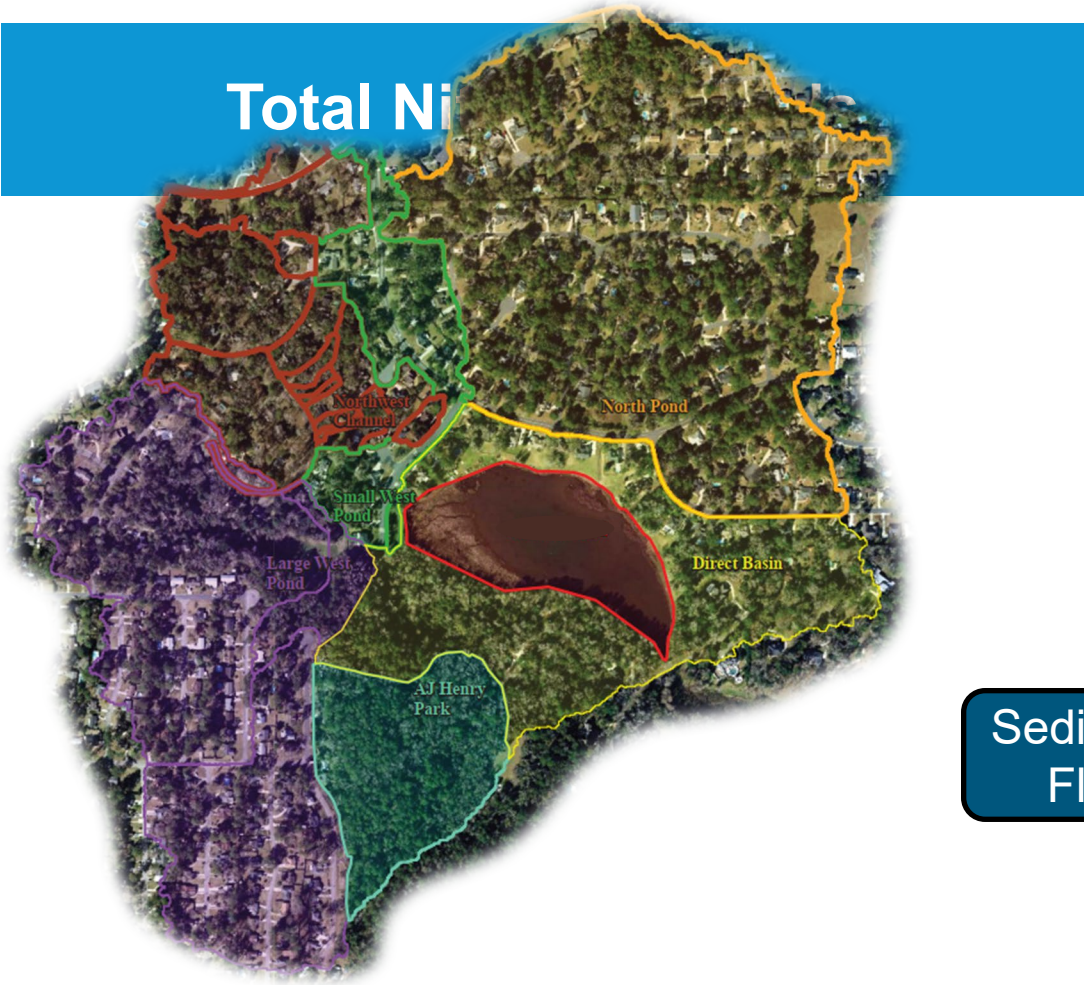 Total Ni
Northwest
Channel
North Pond
Small West
Pond
Large West
Pond
Direct Basin
AJ Henry
Park
Sedi
Fl